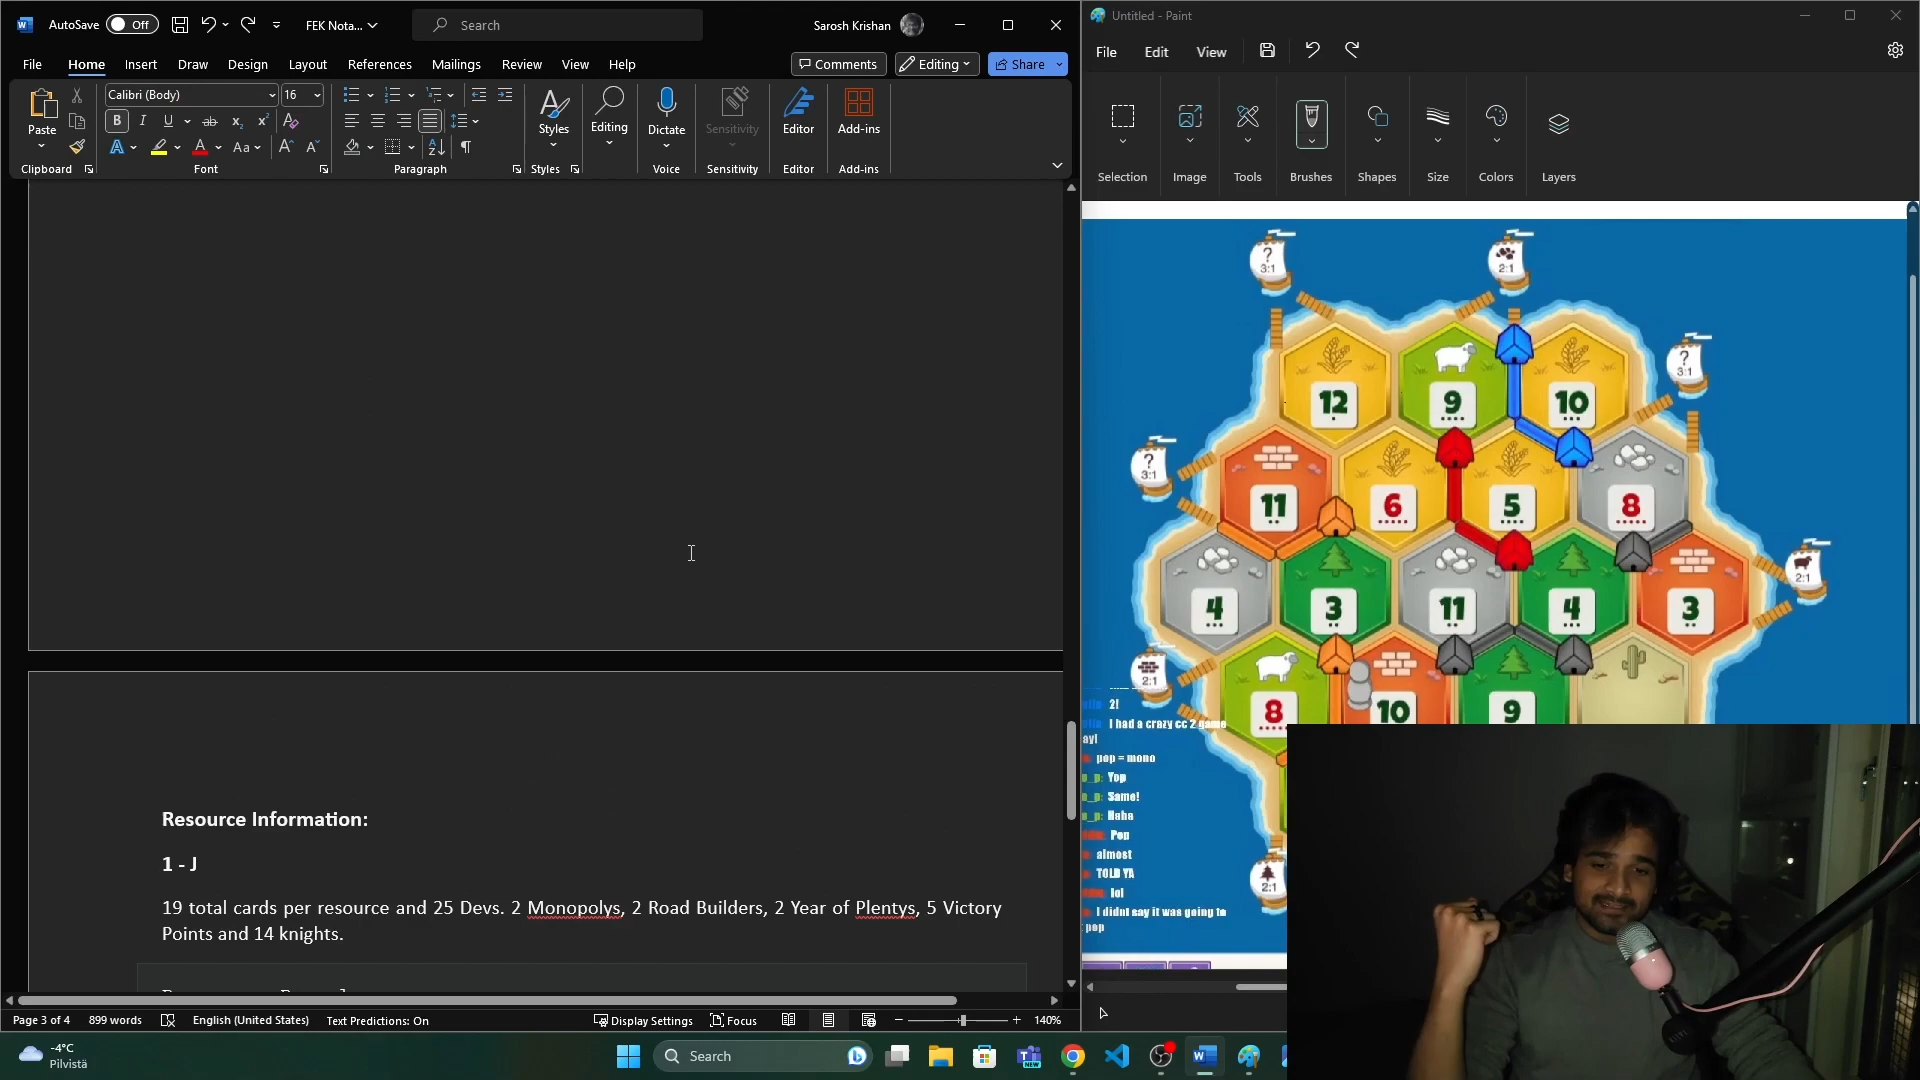 AutoSave Off FEK Nota... Search Sarosh Krishan
File Home Insert Draw Design Layout References Mailings Review View Help Comments Editing Share
Calibri (Body) 16
Paste Styles Editing Dictate Sensitivity Editor Add-ins
Clipboard Font Paragraph Styles Voice Sensitivity Editor Add-ins
Resource Information:
1 - J
19 total cards per resource and 25 Devs. 2 Monopolys, 2 Road Builders, 2 Year of Plentys, 5 Victory
Points and 14 knights.
Page 3 of 4 899 words English (United States) Text Predictions: On Display Settings Focus 140%
-4°C
Pilvistä
Search
Untitled - Paint
File Edit View
Selection Image Tools Brushes Shapes Size Colors Layers
?
3:1
2:1
?
3:1
12 9 10
?
3:1
11 6 5 8
2:1
4 3 11 4 3
2:1
8 10 9
2!
I had a crazy cc 2 game
ay!
pop = mono
Yop
Same!
Haha
Pop
almost
TOLD YA
lol
I didnt say it was going to
pop
2:1